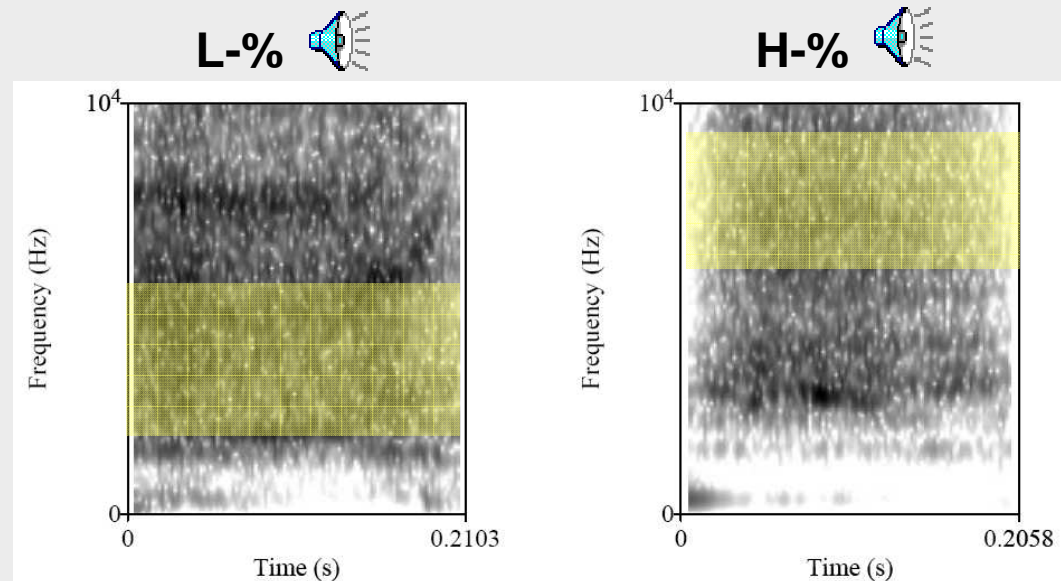 L-% H-%
10⁴ 10⁴
Frequency (Hz) Frequency (Hz)
0 0
0 0.2103 0 0.2058
Time (s) Time (s)